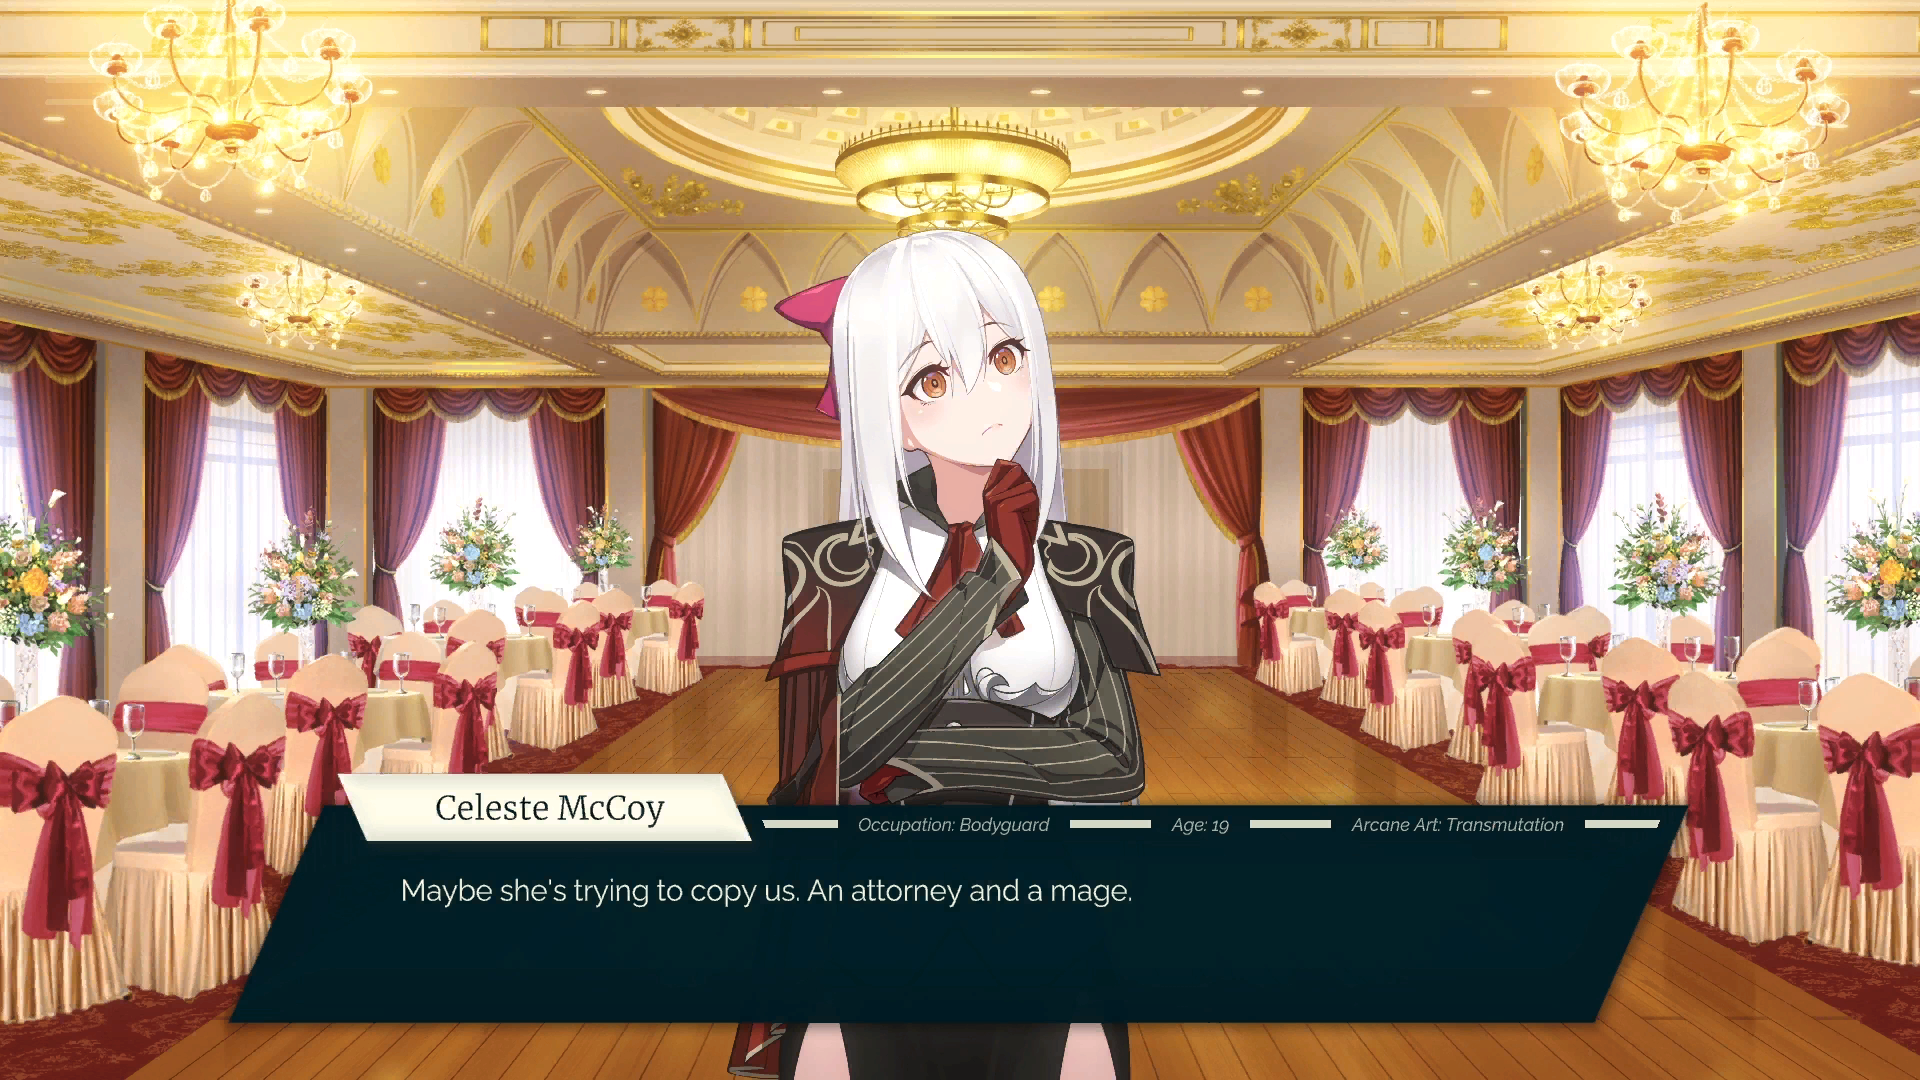 Celeste McCoy
Occupation: Bodyguard
Age: 19
Arcane Art: Transmutation
Maybe she's trying to copy us. An attorney and a mage.